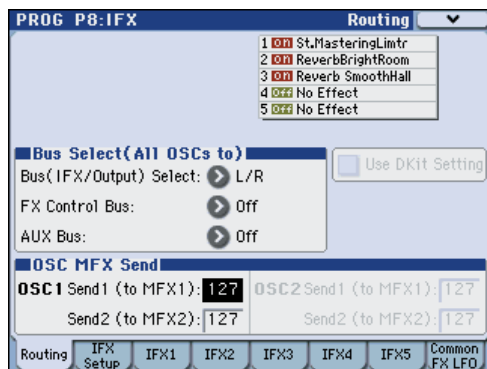 PROG P8:IFX Routing
1 On St.MasteringLimtr
2 On ReverbBrightRoom
3 On Reverb SmoothHall
4 Off No Effect
5 Off No Effect
Bus Select(All OSCs to)
Use DKit Setting
Bus(IFX/Output) Select: L/R
FX Control Bus: Off
AUX Bus: Off
OSC MFX Send
OSC1 Send1 (to MFX1): 127 OSC2 Send1 (to MFX1): 127
Send2 (to MFX2): 127 Send2 (to MFX2): 127
Routing IFX Setup IFX1 IFX2 IFX3 IFX4 IFX5 Common FX LFO